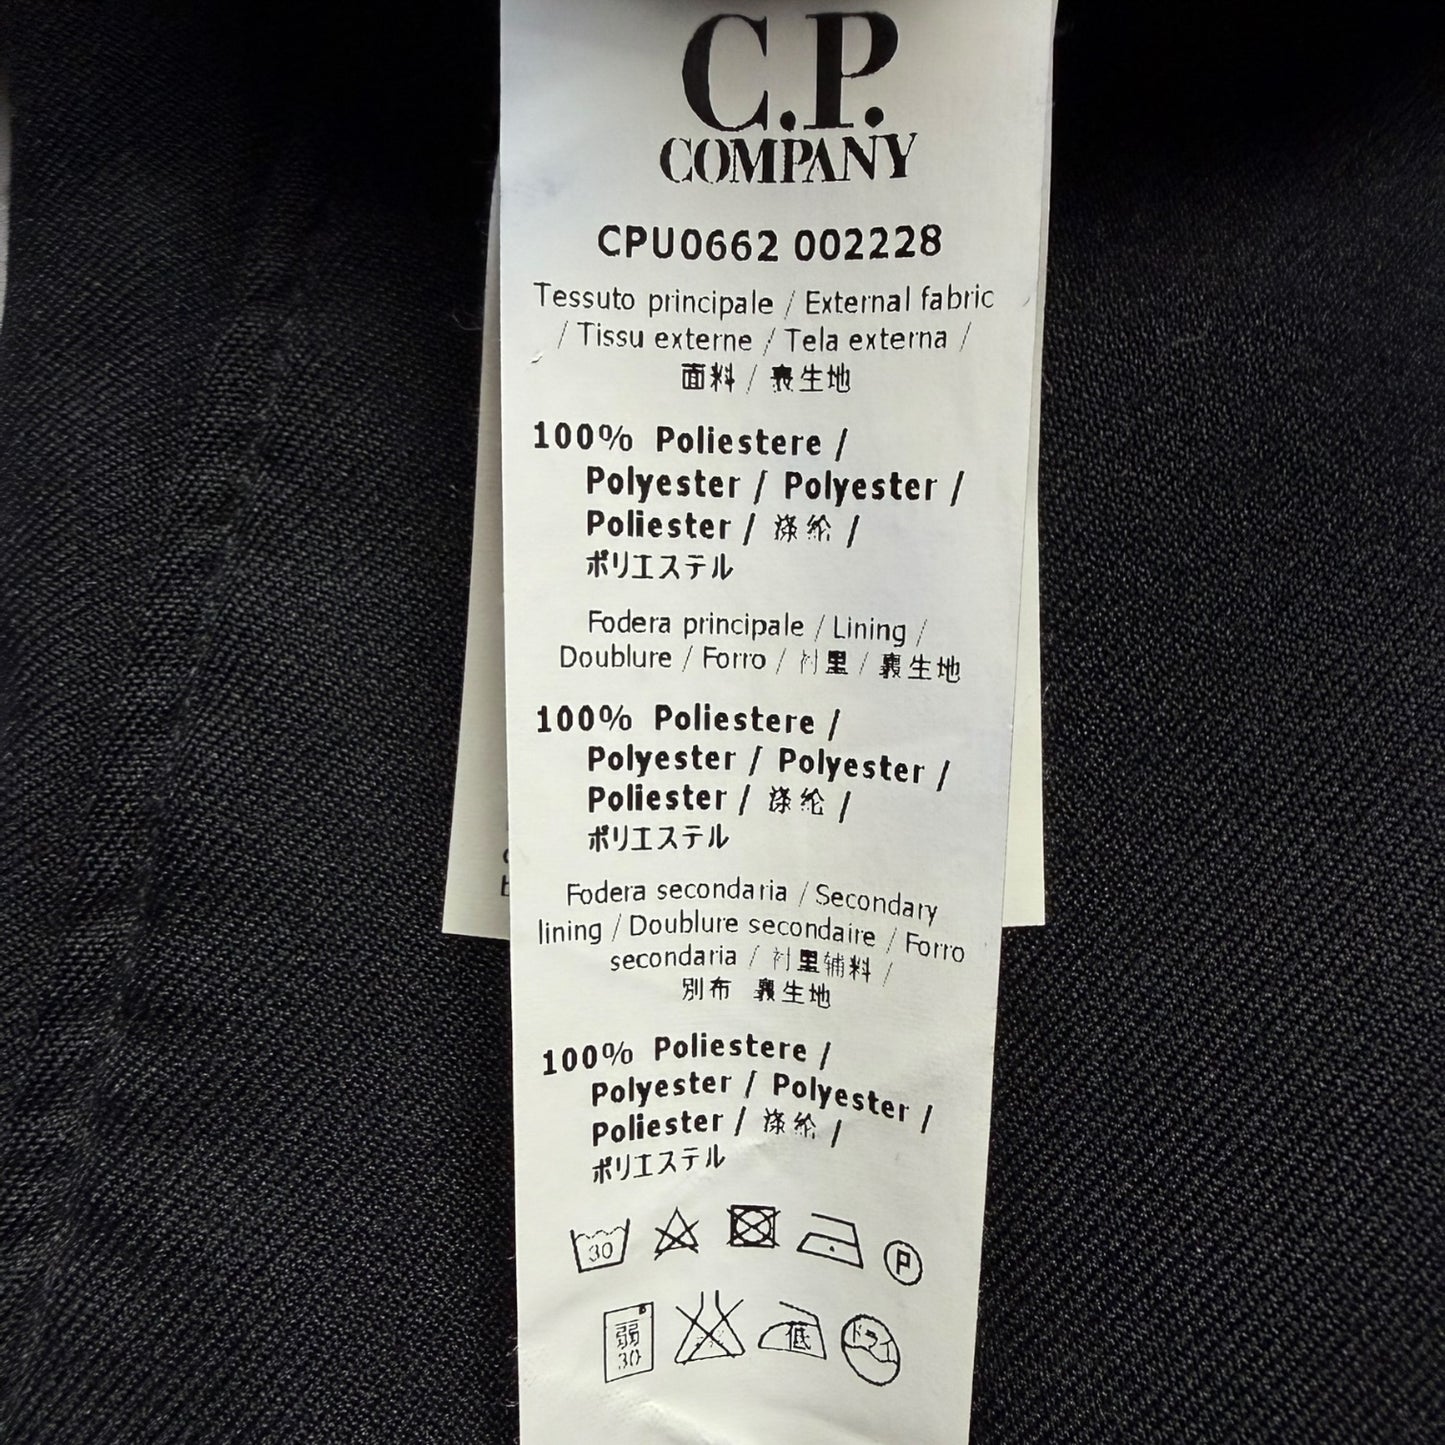 C.P.
COMPANY
CPU0662 002228
Tessuto principale / External fabric
/ Tissu externe / Tela externa /
面料 / 表生地
100% Poliestere /
Polyester / Polyester /
Poliester / 涤纶 /
ポリエステル
Fodera principale / Lining /
Doublure / Forro / 衬里 / 裏生地
100% Poliestere /
Polyester / Polyester /
Poliester / 涤纶 /
ポリエステル
Fodera secondaria / Secondary
lining / Doublure secondaire / Forro
secondaria / 衬里辅料 /
別布 裏生地
100% Poliestere /
Polyester / Polyester /
Poliester / 涤纶 /
ポリエステル
30
P
弱
30
低
ドライ